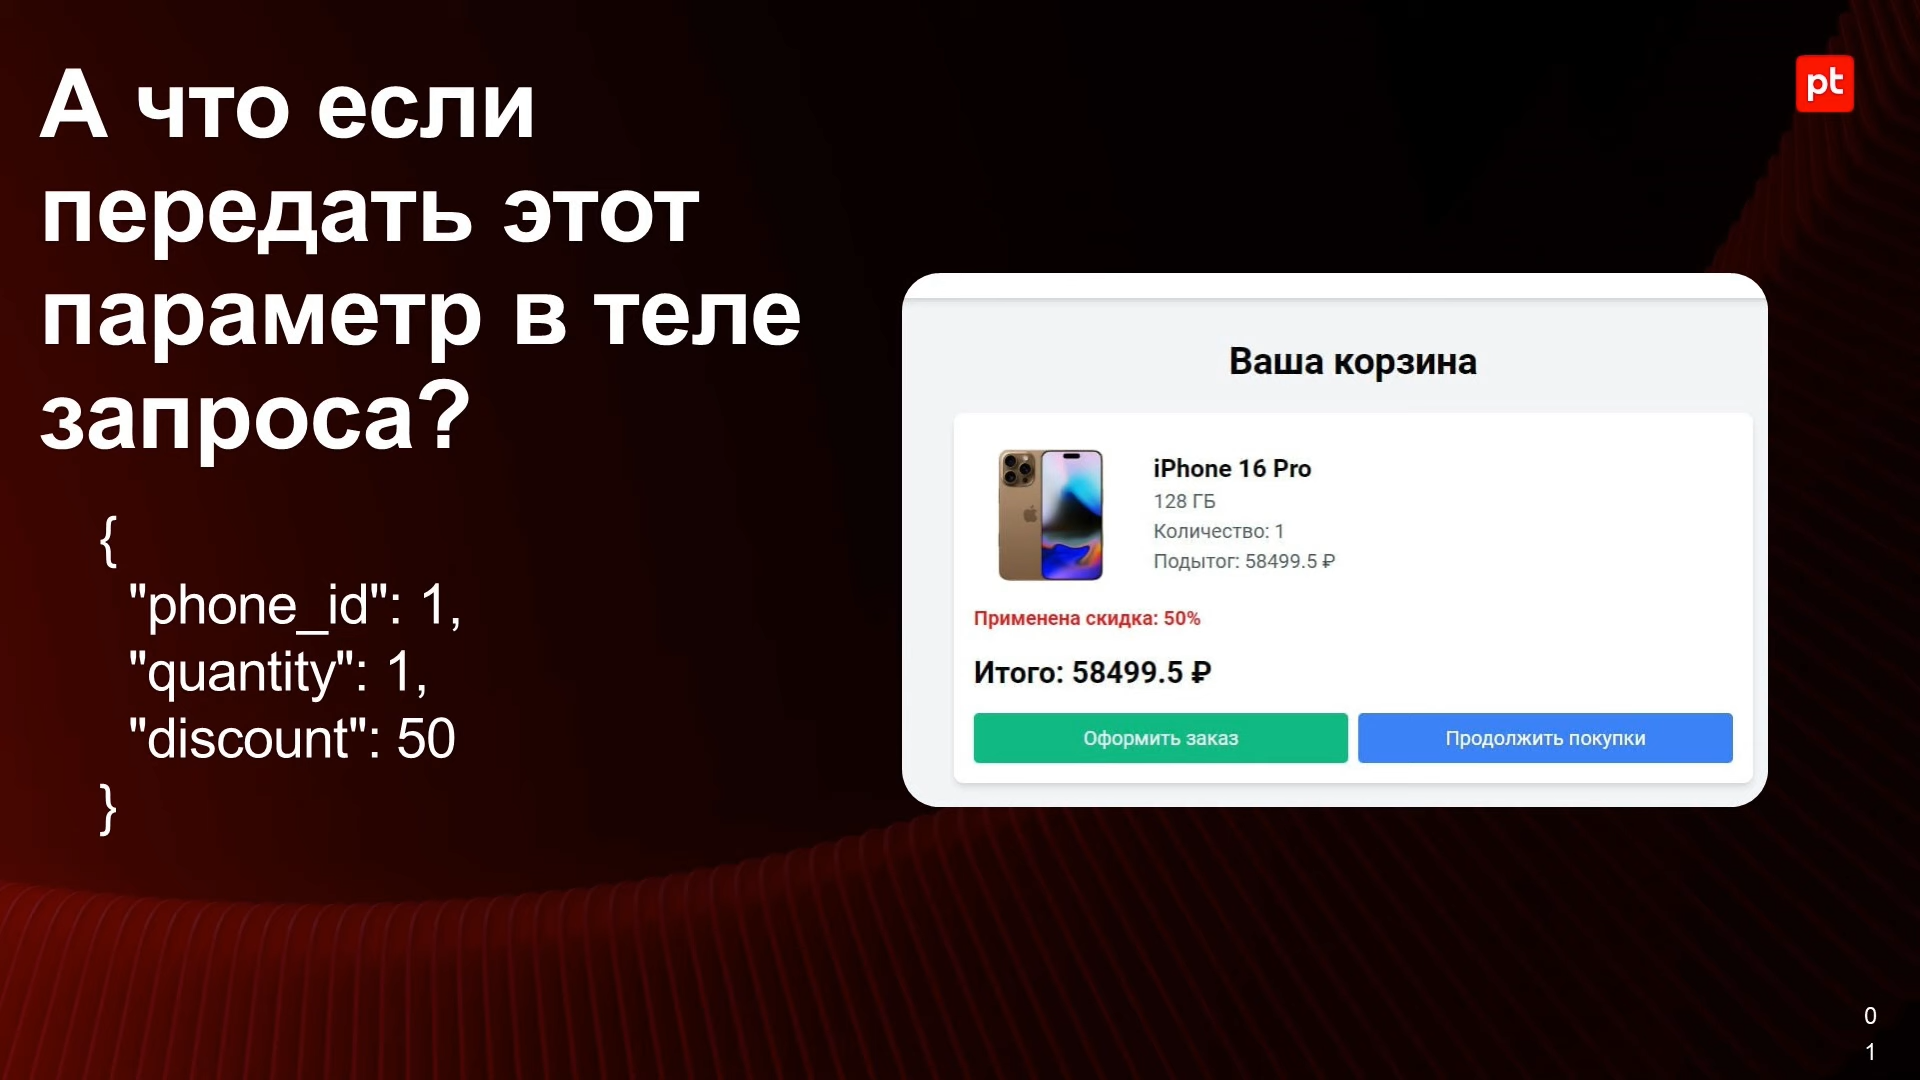 А что если
передать этот
параметр в теле
запроса?
{
"phone_id": 1,
"quantity": 1,
"discount": 50
}
pt
Ваша корзина
iPhone 16 Pro
128 ГБ
Количество: 1
Подытог: 58499.5 ₽
Применена скидка: 50%
Итого: 58499.5 ₽
Оформить заказ
Продолжить покупки
0
1